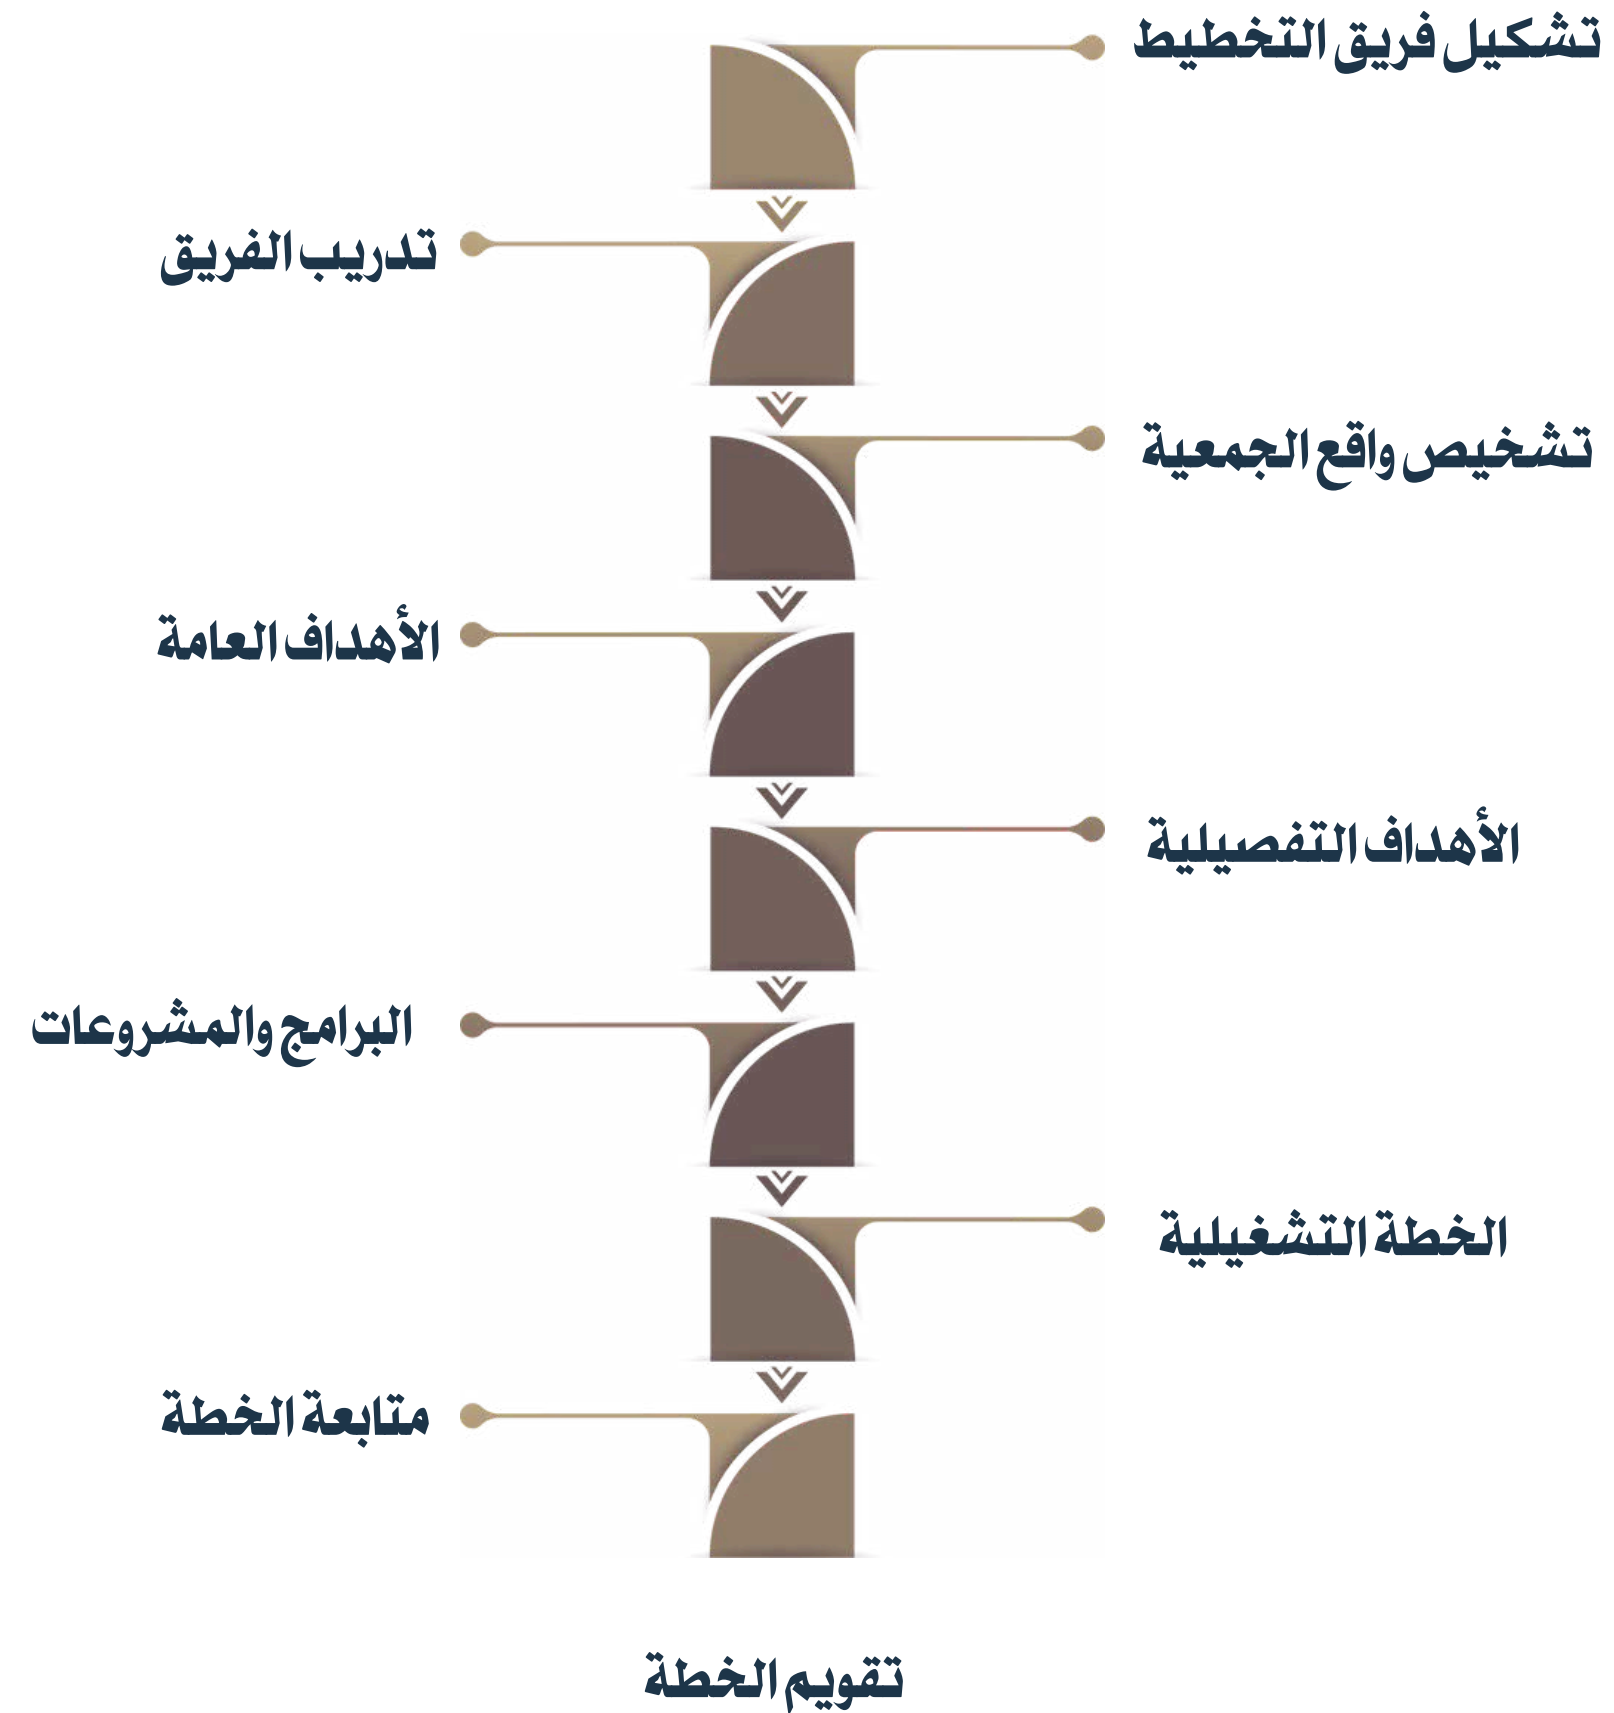 تشكيل فريق التخطيط
تدريب الفريق
تشخيص واقع الجمعية
الأهداف العامة
الأهداف التفصيلية
البرامج والمشروعات
الخطة التشغيلية
متابعة الخطة
تقويم الخطة